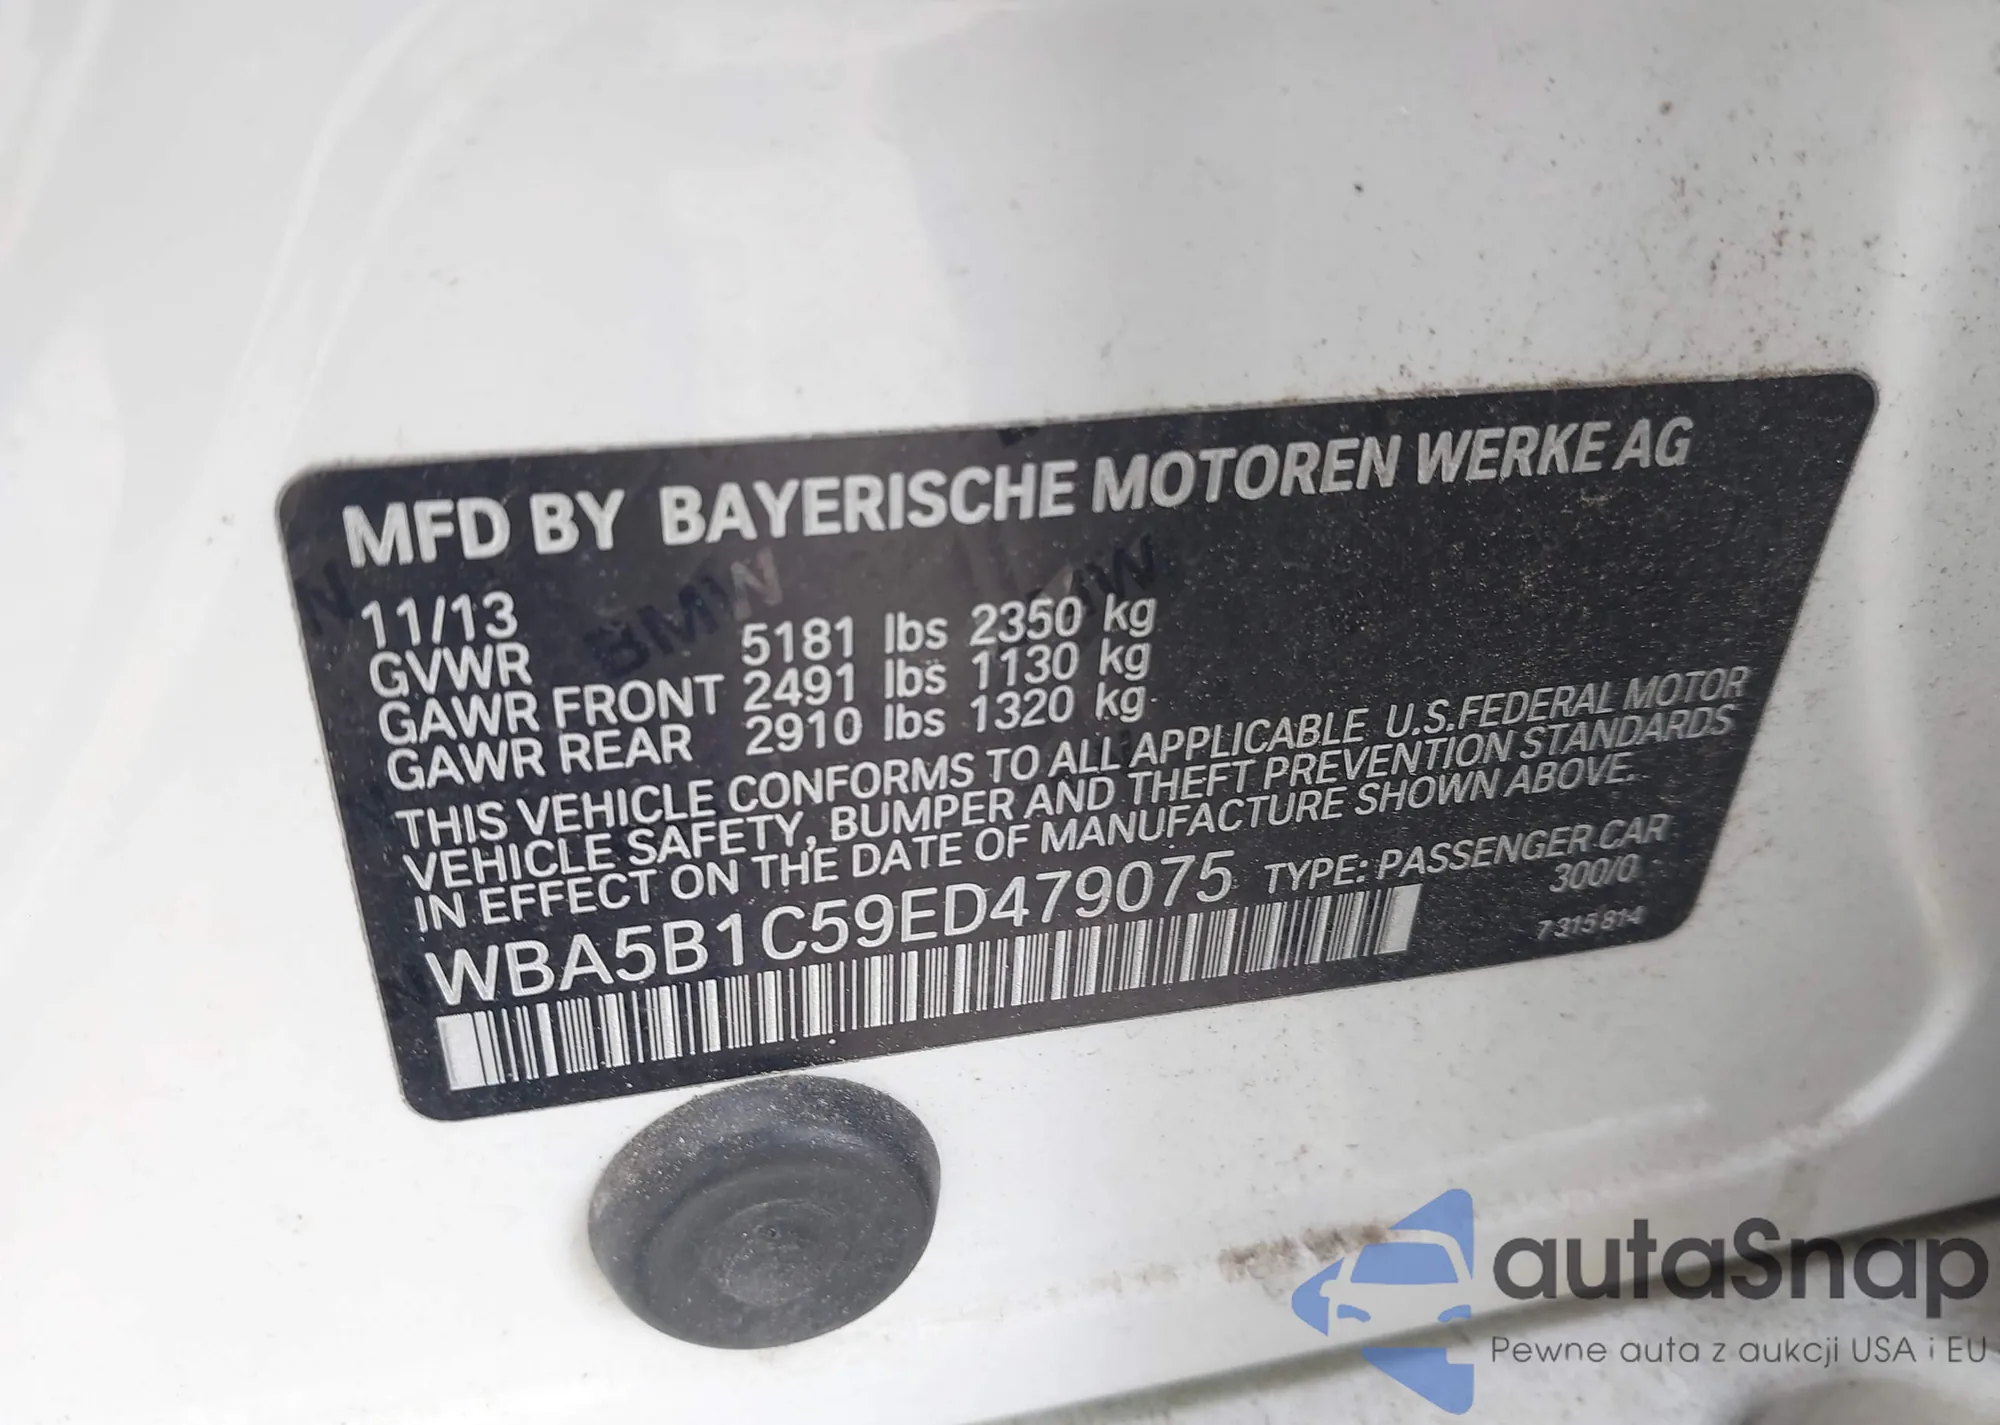 MFD BY BAYERISCHE MOTOREN WERKE AG
11/13
GVWR 5181 lbs 2350 kg
GAWR FRONT 2491 lbs 1130 kg
GAWR REAR 2910 lbs 1320 kg
THIS VEHICLE CONFORMS TO ALL APPLICABLE U.S.FEDERAL MOTOR
VEHICLE SAFETY, BUMPER AND THEFT PREVENTION STANDARDS
IN EFFECT ON THE DATE OF MANUFACTURE SHOWN ABOVE.
WBA5B1C59ED479075 TYPE: PASSENGER CAR
300/0
7 315 814
BMW BMW
autaSnap
Pewne auta z aukcji USA i EU